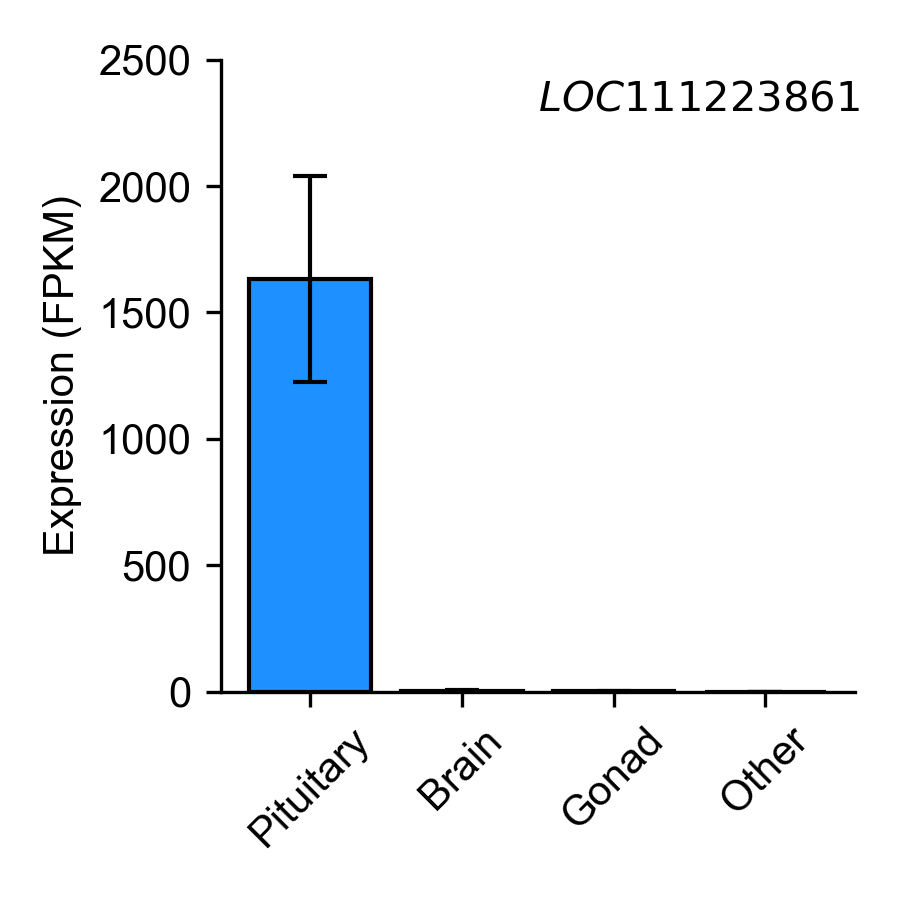 LOC111223861
Expression (FPKM)
2500
2000
1500
1000
500
0
Pituitary
Brain
Gonad
Other